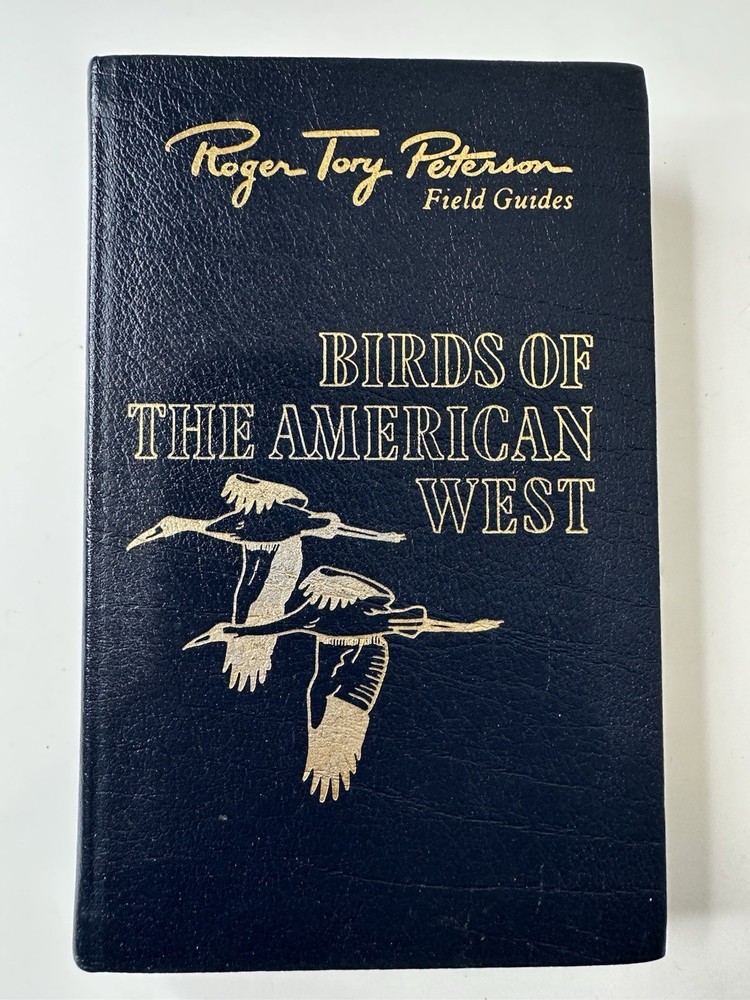 Roger Tory Peterson
Field Guides
BIRDS OF
THE AMERICAN
WEST